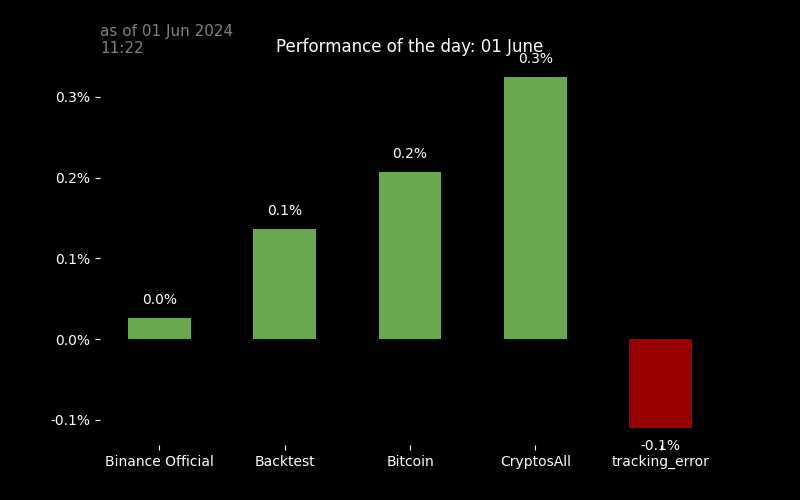 as of 01 Jun 2024
11:22
Performance of the day: 01 June
0.3%
0.2%
0.1%
0.0%
-0.1%
0.0%
0.1%
0.2%
0.3%
-0.1%
Binance Official
Backtest
Bitcoin
CryptosAll
tracking_error